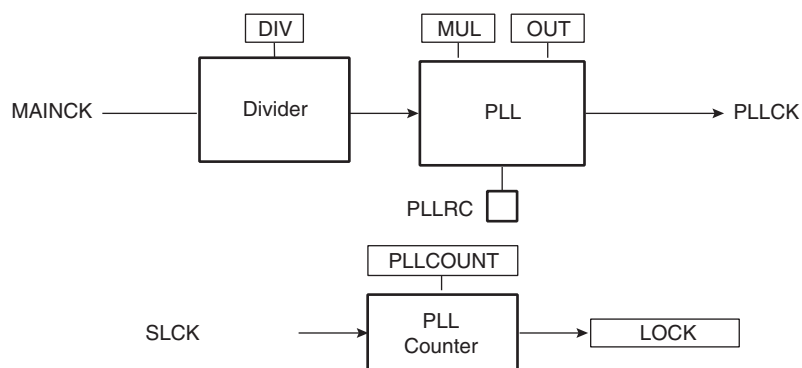 DIV
MUL
OUT
MAINCK
Divider
PLL
PLLCK
PLLRC
PLLCOUNT
SLCK
PLL
Counter
LOCK